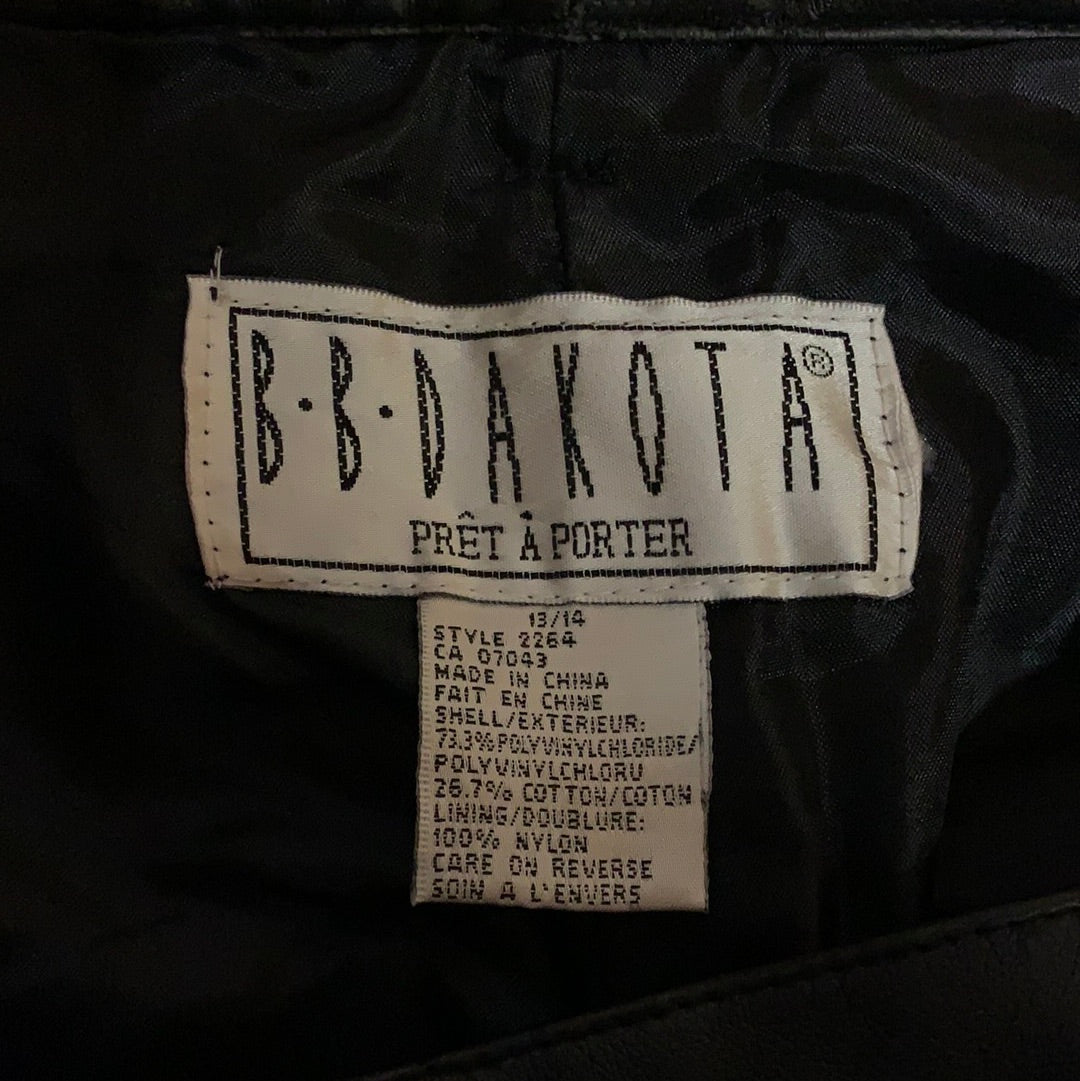 B·B·DAKOTA®
PRÊT À PORTER
13/14
STYLE 2264
CA 07043
MADE IN CHINA
FAIT EN CHINE
SHELL/EXTERIEUR:
73.3% POLYVINYLCHLORIDE/
POLYVINYLCHLORU
26.7% COTTON/COTON
LINING/DOUBLURE:
100% NYLON
CARE ON REVERSE
SOIN A L'ENVERS